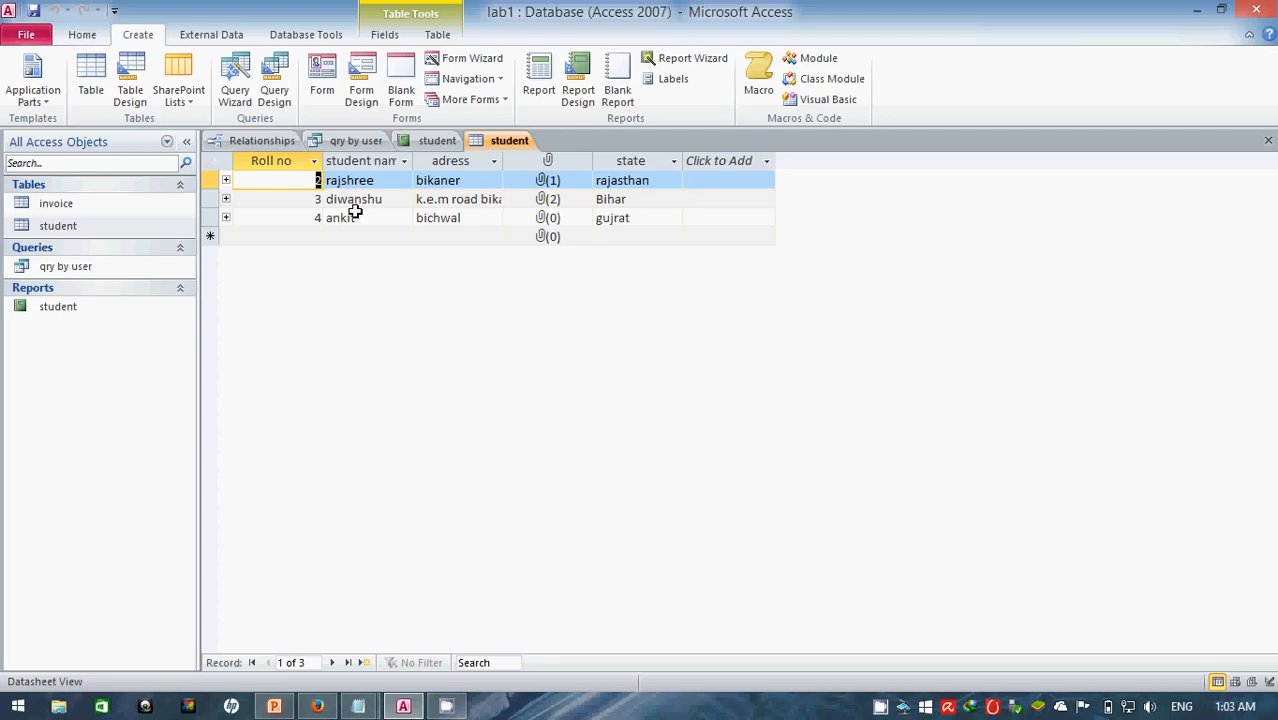 Table Tools
lab1 : Database (Access 2007) - Microsoft Access
File Home Create External Data Database Tools Fields Table
Application Parts
Table
Table Design
SharePoint Lists
Query Wizard
Query Design
Form
Form Design
Blank Form
Form Wizard
Navigation
More Forms
Report
Report Design
Blank Report
Report Wizard
Labels
Macro
Module
Class Module
Visual Basic
Templates Tables Queries Forms Reports Macros & Code
All Access Objects
Search...
Tables
invoice
student
Queries
qry by user
Reports
student
Relationships qry by user student student
Roll no student nam adress state Click to Add
2 rajshree bikaner (1) rajasthan
3 diwanshu k.e.m road bika (2) Bihar
4 ankit bichwal (0) gujrat
(0)
Record: 1 of 3 No Filter Search
Datasheet View
1:03 AM